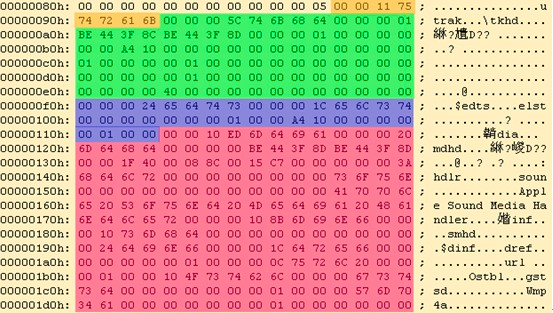 00000080h: 00 00 00 00 00 00 00 00 00 00 00 05 00 00 11 75 ; ...............u
00000090h: 74 72 61 6B 00 00 00 5C 74 6B 68 64 00 00 00 01 ; trak...\tkhd....
000000a0h: BE 44 3F 8C BE 44 3F 8D 00 00 00 01 00 00 00 00 ; ........
000000b0h: 00 00 A4 10 00 00 00 00 00 00 00 00 00 00 00 00 ; ..?............
000000c0h: 01 00 00 00 00 01 00 00 00 00 00 00 00 00 00 00 ; ................
000000d0h: 00 00 00 00 00 01 00 00 00 00 00 00 00 00 00 00 ; ................
000000e0h: 00 00 00 00 40 00 00 00 00 00 00 00 00 00 00 00 ; ....@...........
000000f0h: 00 00 00 24 65 64 74 73 00 00 00 1C 65 6C 73 74 ; ...$edts....elst
00000100h: 00 00 00 00 00 00 00 01 00 00 A4 10 00 00 00 00 ; ..........?....
00000110h: 00 01 00 00 00 00 10 ED 6D 64 69 61 00 00 00 20 ; .......dia...
00000120h: 6D 64 68 64 00 00 00 00 BE 44 3F 8D BE 44 3F 8D ; mdhd....
00000130h: 00 00 1F 40 00 08 8C 00 15 C7 00 00 00 00 00 3A ; ...@..?.?.....:
00000140h: 68 64 6C 72 00 00 00 00 00 00 00 00 73 6F 75 6E ; hdlr........soun
00000150h: 00 00 00 00 00 00 00 00 00 00 00 00 41 70 70 6C ; ............Appl
00000160h: 65 20 53 6F 75 6E 64 20 4D 65 64 69 61 20 48 61 ; e Sound Media Ha
00000170h: 6E 64 6C 65 72 00 00 00 10 8B 6D 69 6E 66 00 00 ; ndler....inf..
00000180h: 00 10 73 6D 68 64 00 00 00 00 00 00 00 00 00 00 ; ..smhd..........
00000190h: 00 24 64 69 6E 66 00 00 00 1C 64 72 65 66 00 00 ; .$dinf....dref..
000001a0h: 00 00 00 00 00 01 00 00 00 0C 75 72 6C 20 00 00 ; ..........url ..
000001b0h: 00 01 00 00 10 4F 73 74 62 6C 00 00 00 67 73 74 ; .....Ostbl...gst
000001c0h: 73 64 00 00 00 00 00 00 00 01 00 00 00 57 6D 70 ; sd...........Wmp
000001d0h: 34 61 00 00 00 00 00 00 00 00 00 00 00 00 00 00 ; 4a..............